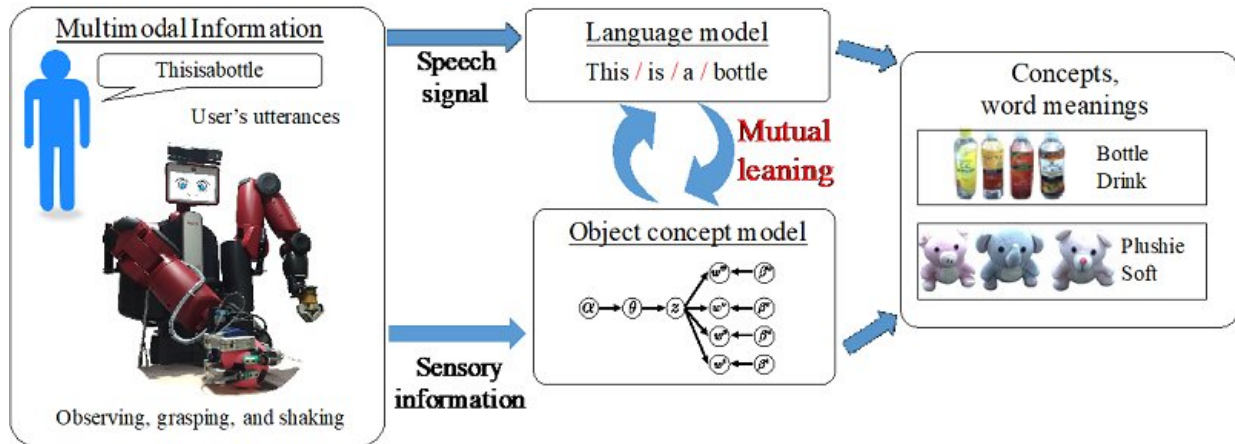 Multimodal Information
Thisisabottle
User's utterances
Observing, grasping, and shaking
Speech
signal
Sensory
information
Language model
This / is / a / bottle
Mutual
leaning
Object concept model
α θ z
Concepts,
word meanings
Bottle
Drink
Plushie
Soft